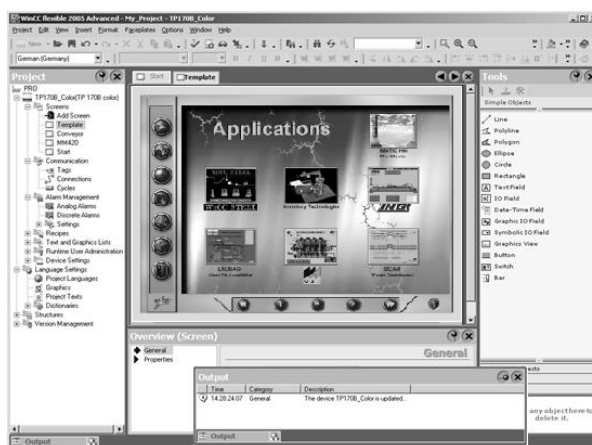 WinCC flexible 2005 Advanced - My_Project - TP170B_Color
Project Edit View Insert Format Faceplates Options Window Help
New
German (Germany)
Project
PRO
TP170B_Color(TP 170B color)
Screens
Add Screen
Template
Conveyor
MM420
Start
Communication
Tags
Connections
Cycles
Alarm Management
Analog Alarms
Discrete Alarms
Settings
Recipes
Text and Graphics Lists
Runtime User Administration
Device Settings
Language Settings
Project Languages
Graphics
Project Texts
Dictionaries
Structures
Version Management
Output
Start
Template
Applications
WinCC
Inventory Technologies
Overview (Screen)
General
Properties
General
Output
Time Category Description
14:28:24.07 General The device TP170B_Color is updated...
Output
Tools
Simple Objects
Line
Polyline
Polygon
Ellipse
Circle
Rectangle
Text Field
IO Field
Date-Time Field
Graphic IO Field
Symbolic IO Field
Graphics View
Button
Switch
Bar
any object here to
delete it.